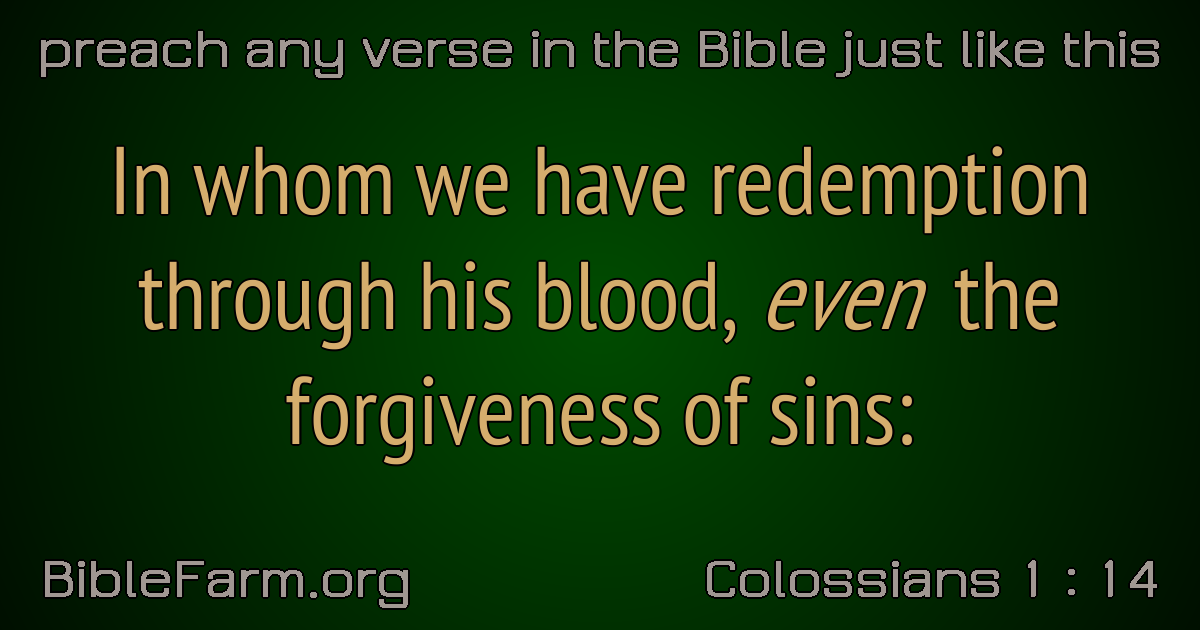 preach any verse in the Bible just like this
In whom we have redemption
through his blood, even the
forgiveness of sins:
BibleFarm.org
Colossians 1 : 14